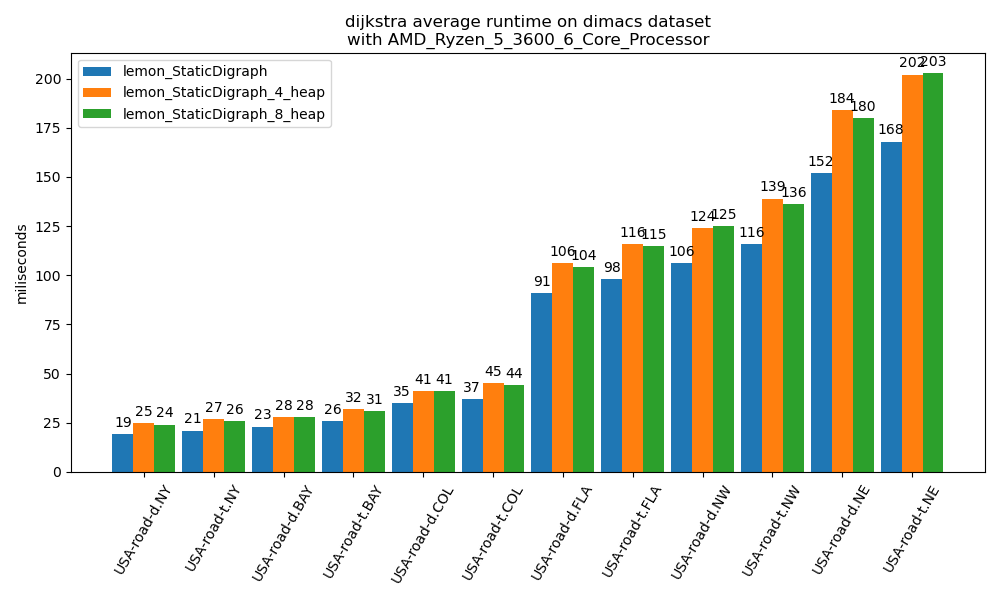 dijkstra average runtime on dimacs dataset
with AMD_Ryzen_5_3600_6_Core_Processor
lemon_StaticDigraph
lemon_StaticDigraph_4_heap
lemon_StaticDigraph_8_heap
miliseconds
200
175
150
125
100
75
50
25
0
19 25 24
21 27 26
23 28 28
26 32 31
35 41 41
37 45 44
91 106 104
98 116 115
106 124 125
116 139 136
152 184 180
168 202 203
USA-road-d.NY
USA-road-t.NY
USA-road-d.BAY
USA-road-t.BAY
USA-road-d.COL
USA-road-t.COL
USA-road-d.FLA
USA-road-t.FLA
USA-road-d.NW
USA-road-t.NW
USA-road-d.NE
USA-road-t.NE